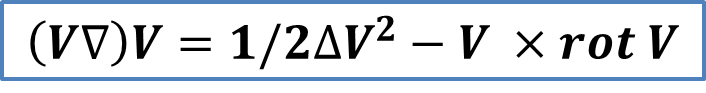 (V∇)V = 1/2ΔV² − V × rot V